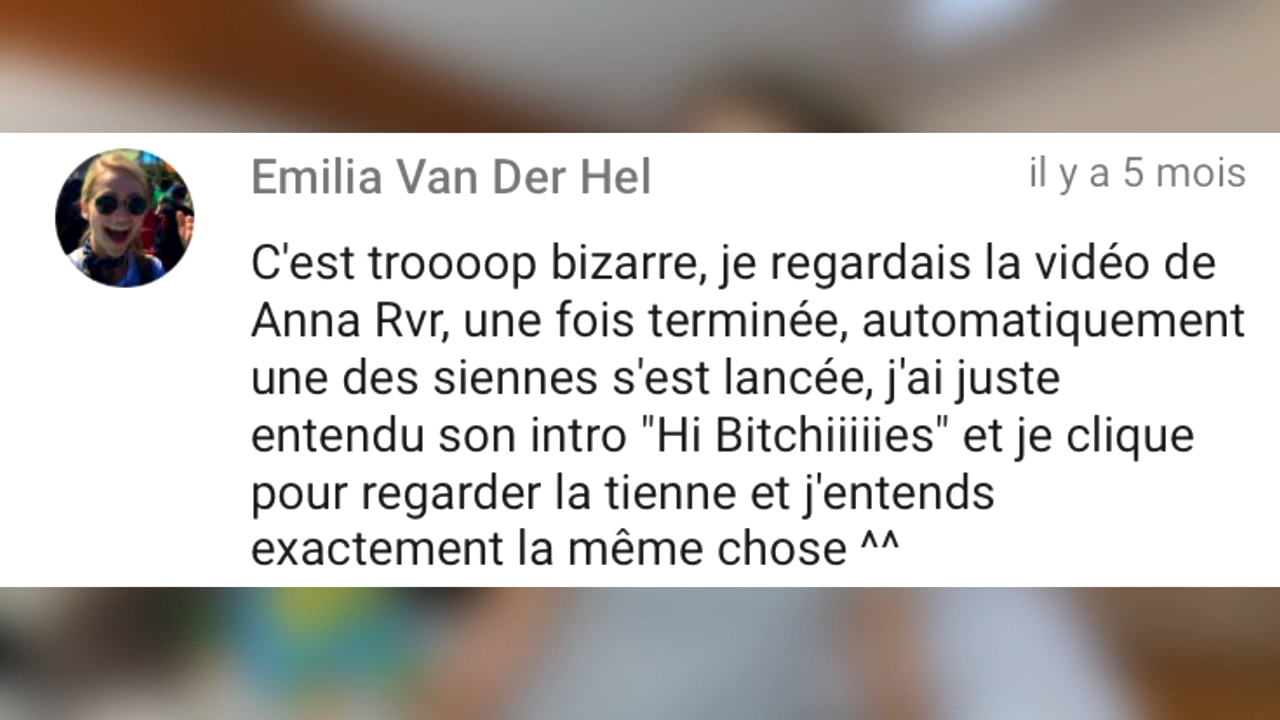 Emilia Van Der Hel
il y a 5 mois
C'est troooop bizarre, je regardais la vidéo de
Anna Rvr, une fois terminée, automatiquement
une des siennes s'est lancée, j'ai juste
entendu son intro "Hi Bitchiiiiiies" et je clique
pour regarder la tienne et j'entends
exactement la même chose ^^